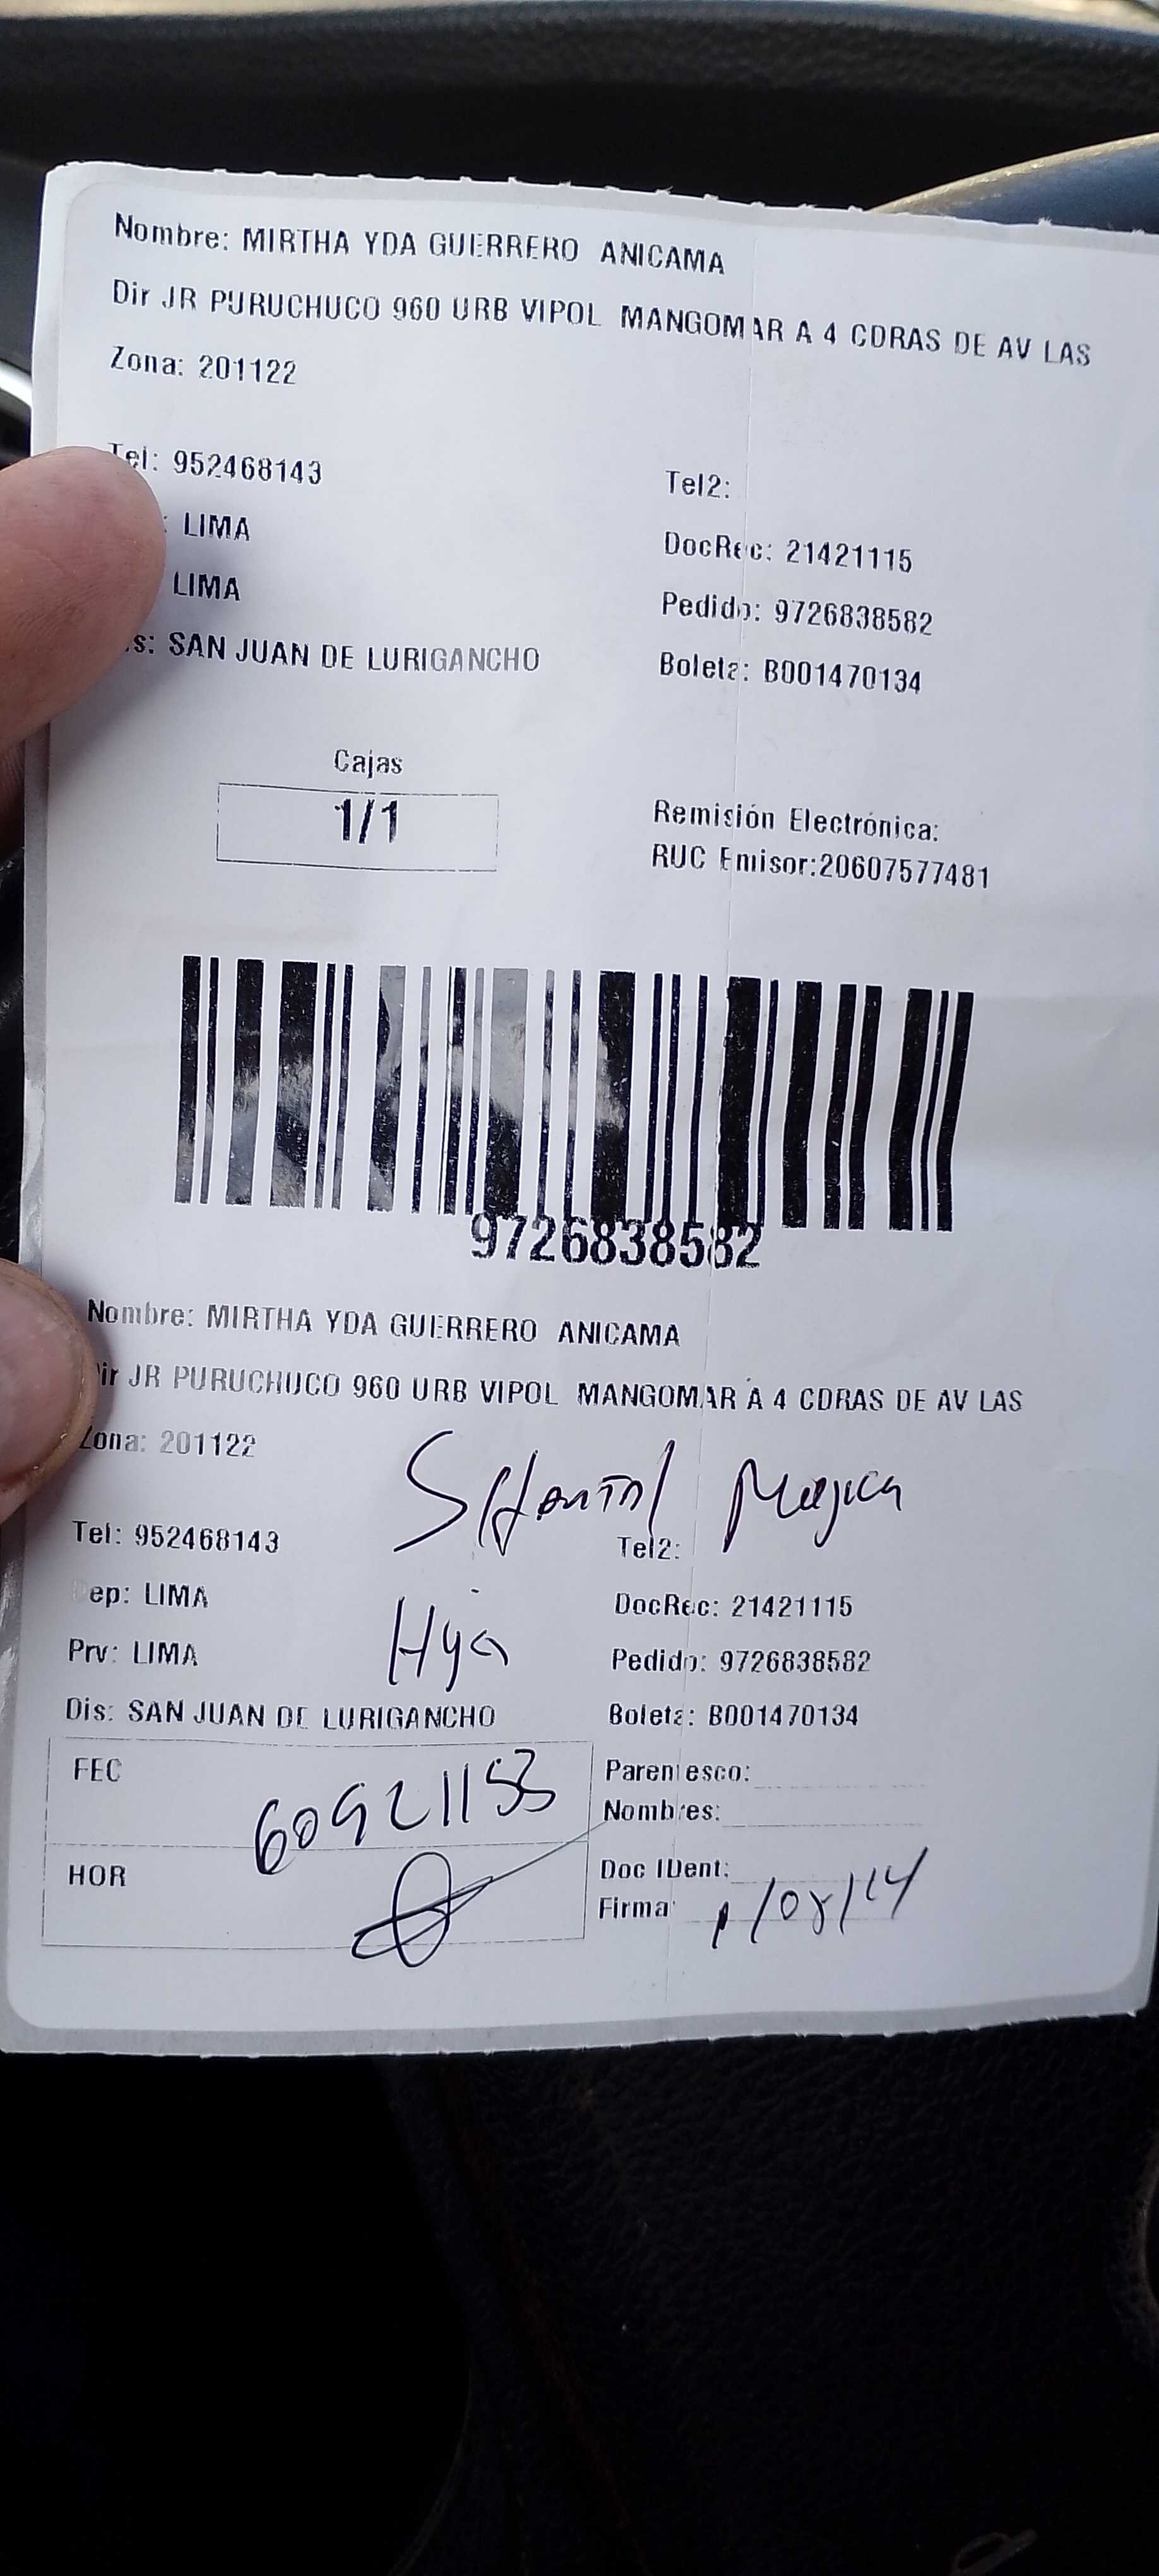 Nombre: MIRTHA YDA GUERRERO ANICAMA
Dir JR PURUCHUCO 960 URB VIPOL MANGOMAR A 4 CDRAS DE AV LAS
Zona: 201122
Tel: 952468143 Tel2:
: LIMA DocRec: 21421115
LIMA Pedido: 9726838582
s: SAN JUAN DE LURIGANCHO Boleta: B001470134
Cajas
1/1
Remisión Electrónica:
RUC Emisor:20607577481
9726838582
Nombre: MIRTHA YDA GUERRERO ANICAMA
Dir JR PURUCHUCO 960 URB VIPOL MANGOMAR A 4 CDRAS DE AV LAS
Zona: 201122
Tel: 952468143 Tel2:
ep: LIMA DocRec: 21421115
Prv: LIMA Pedido: 9726838582
Dis: SAN JUAN DE LURIGANCHO Boleta: B001470134
FEC 60921153 Parentesco:
Nombres:
HOR Doc IDent:
Firma: